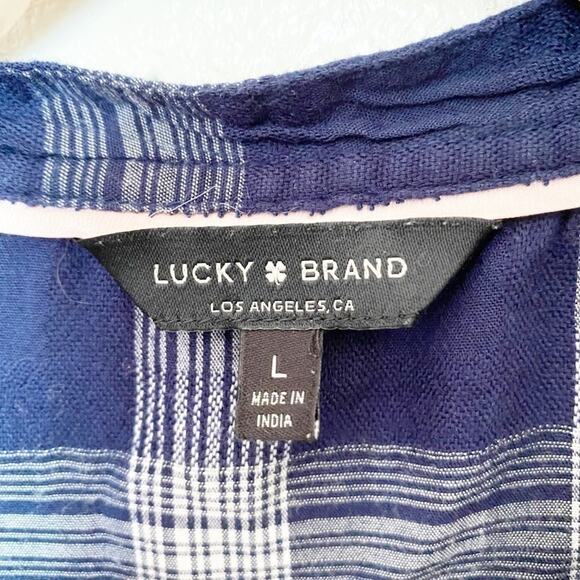 LUCKY BRAND
LOS ANGELES, CA
L
MADE IN
INDIA